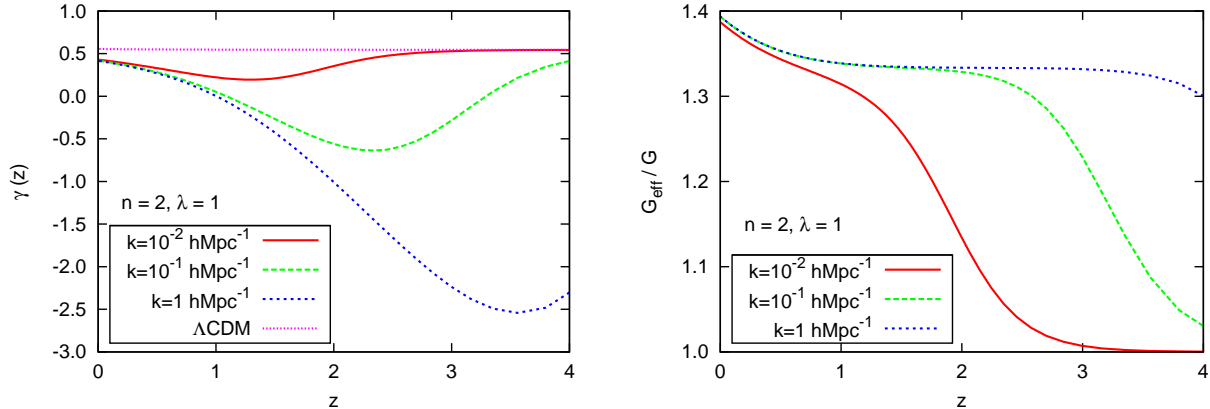 1.0
0.5
0.0
-0.5
-1.0
-1.5
-2.0
-2.5
-3.0
γ (z)
n = 2, λ = 1
k=10⁻² hMpc⁻¹
k=10⁻¹ hMpc⁻¹
k=1 hMpc⁻¹
ΛCDM
0 1 2 3 4
z
1.4
1.3
1.2
1.1
1.0
G_eff / G
n = 2, λ = 1
k=10⁻² hMpc⁻¹
k=10⁻¹ hMpc⁻¹
k=1 hMpc⁻¹
0 1 2 3 4
z